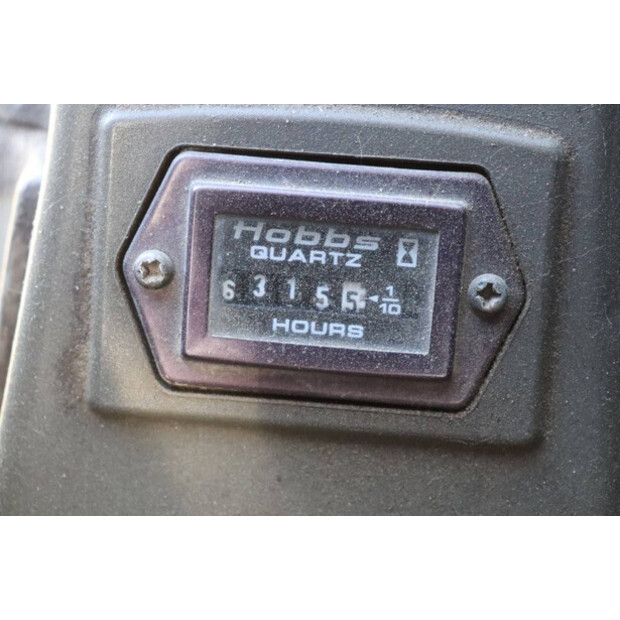 Hobbs
QUARTZ
6 3 1 5 5 ◄ 1/10
HOURS